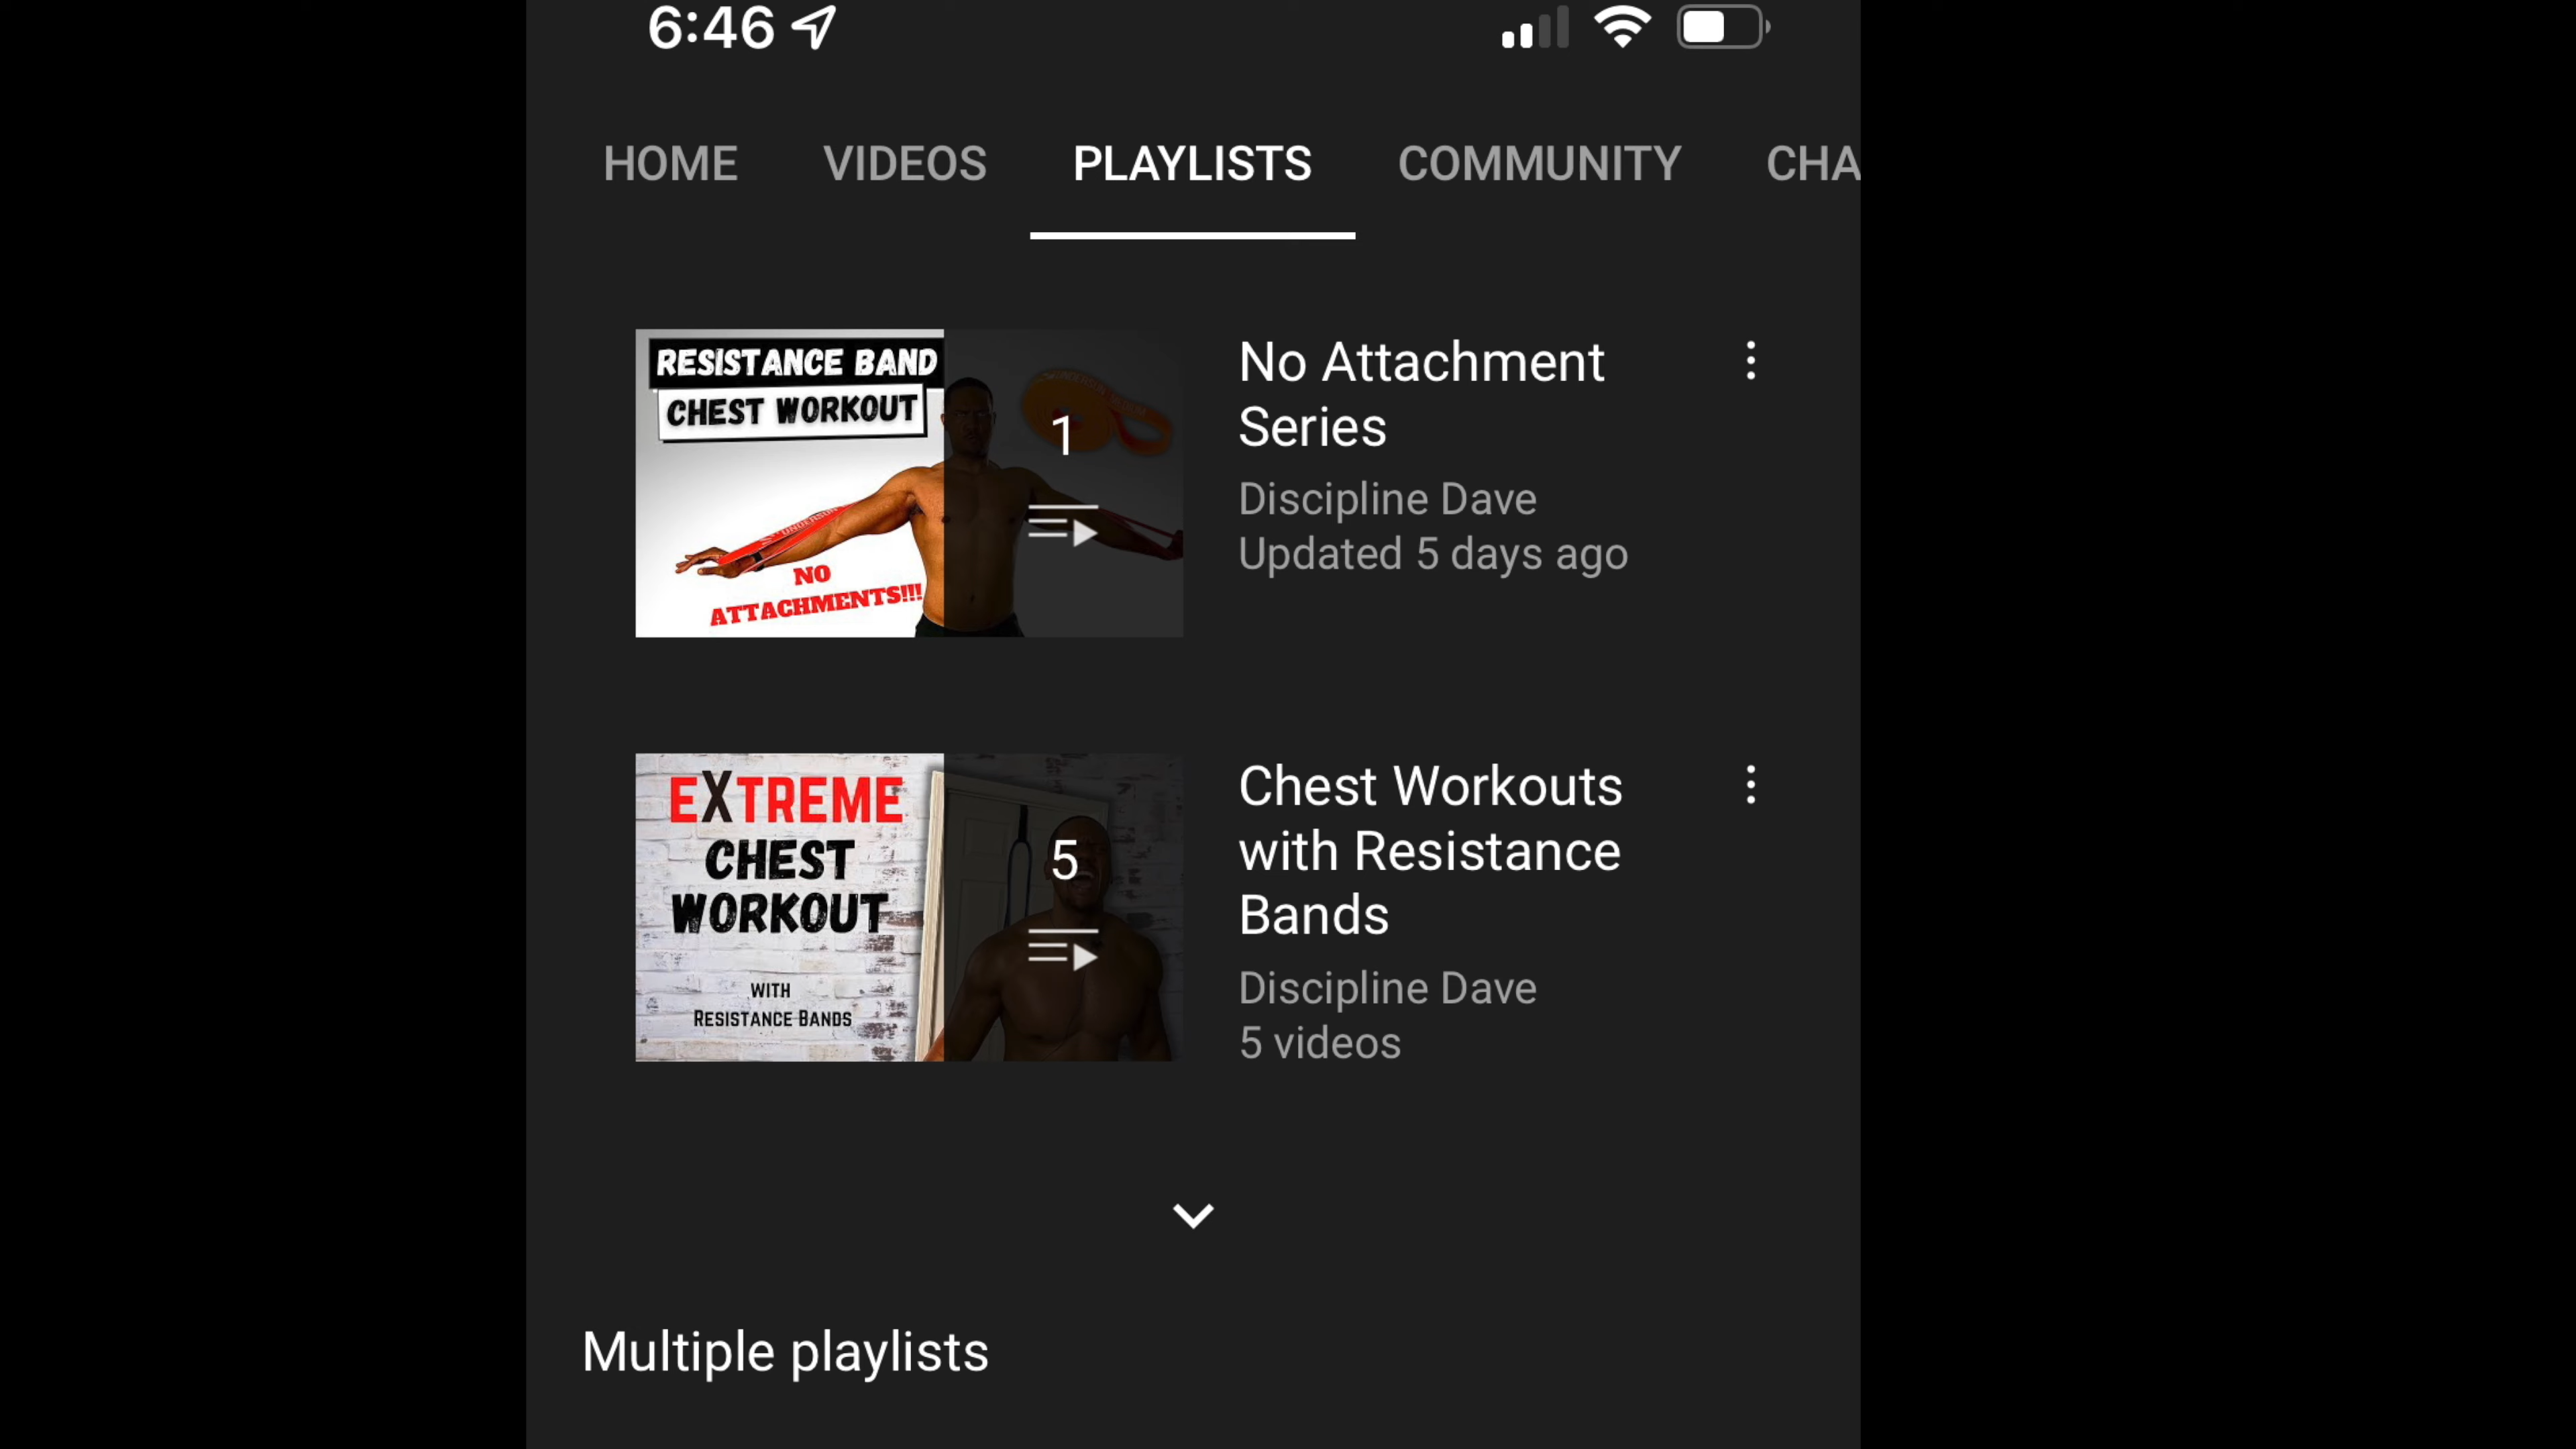 6:46
HOME VIDEOS PLAYLISTS COMMUNITY CHA
RESISTANCE BAND
CHEST WORKOUT
NO
ATTACHMENTS!!!
1
No Attachment
Series
Discipline Dave
Updated 5 days ago
EXTREME
CHEST
WORKOUT
WITH
RESISTANCE BANDS
5
Chest Workouts
with Resistance
Bands
Discipline Dave
5 videos
Multiple playlists